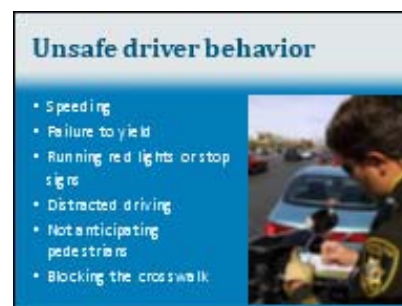 Unsafe driver behavior
• Speeding
• Failure to yield
• Running red lights or stop
signs
• Distracted driving
• Not anticipating
pedestrians
• Blocking the crosswalk